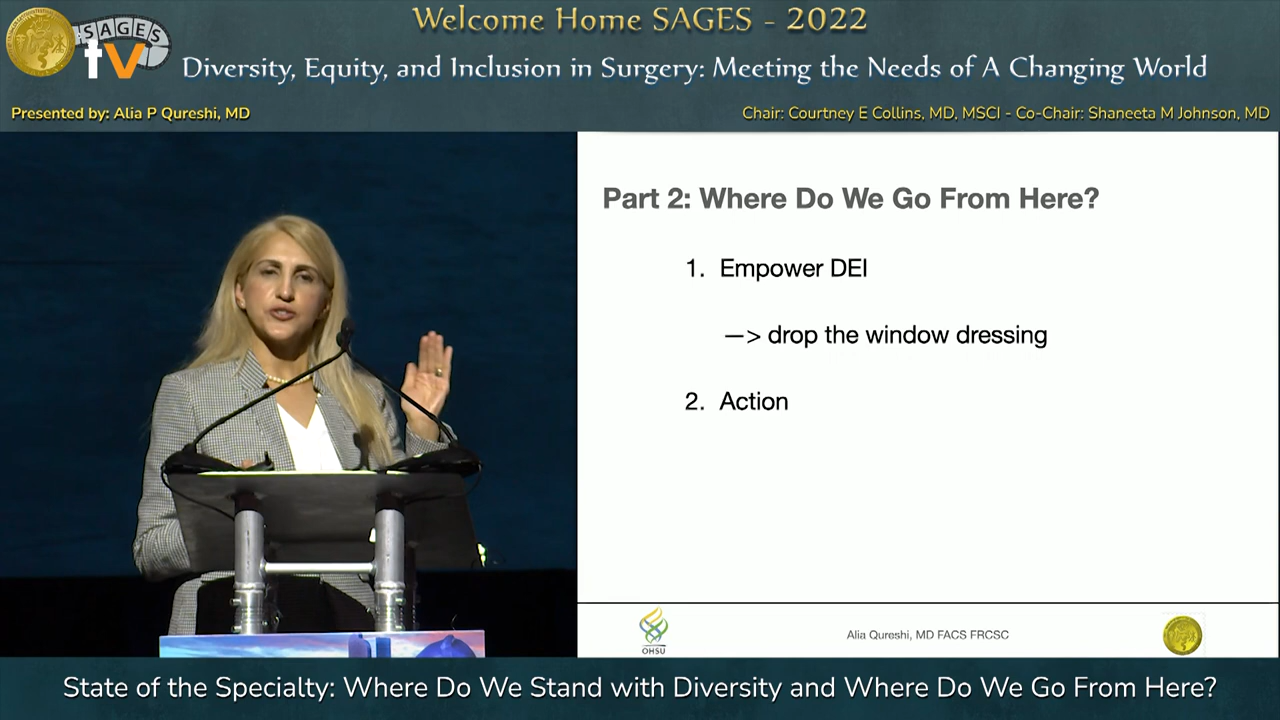 Welcome Home SAGES - 2022
SAGES
tv
Diversity, Equity, and Inclusion in Surgery: Meeting the Needs of A Changing World
Presented by: Alia P Qureshi, MD
Chair: Courtney E Collins, MD, MSCI - Co-Chair: Shaneeta M Johnson, MD
Part 2: Where Do We Go From Here?
1. Empower DEI
—> drop the window dressing
2. Action
OHSU
Alia Qureshi, MD FACS FRCSC
State of the Specialty: Where Do We Stand with Diversity and Where Do We Go From Here?